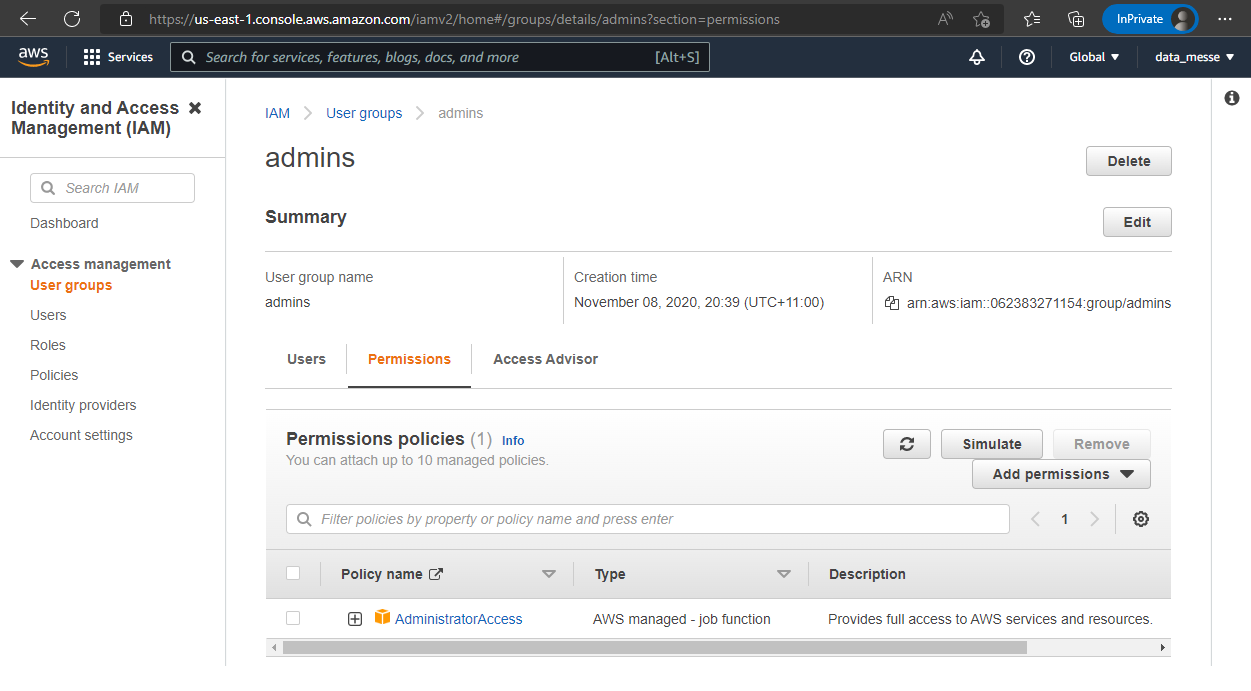 https://us-east-1.console.aws.amazon.com/iamv2/home#/groups/details/admins?section=permissions
InPrivate
aws
Services
Search for services, features, blogs, docs, and more
[Alt+S]
Global
data_messe
Identity and Access
Management (IAM)
Search IAM
Dashboard
Access management
User groups
Users
Roles
Policies
Identity providers
Account settings
IAM
User groups
admins
admins
Delete
Summary
Edit
User group name
admins
Creation time
November 08, 2020, 20:39 (UTC+11:00)
ARN
arn:aws:iam::062383271154:group/admins
Users
Permissions
Access Advisor
Permissions policies (1) Info
You can attach up to 10 managed policies.
Simulate
Remove
Add permissions
Filter policies by property or policy name and press enter
1
Policy name
Type
Description
AdministratorAccess
AWS managed - job function
Provides full access to AWS services and resources.